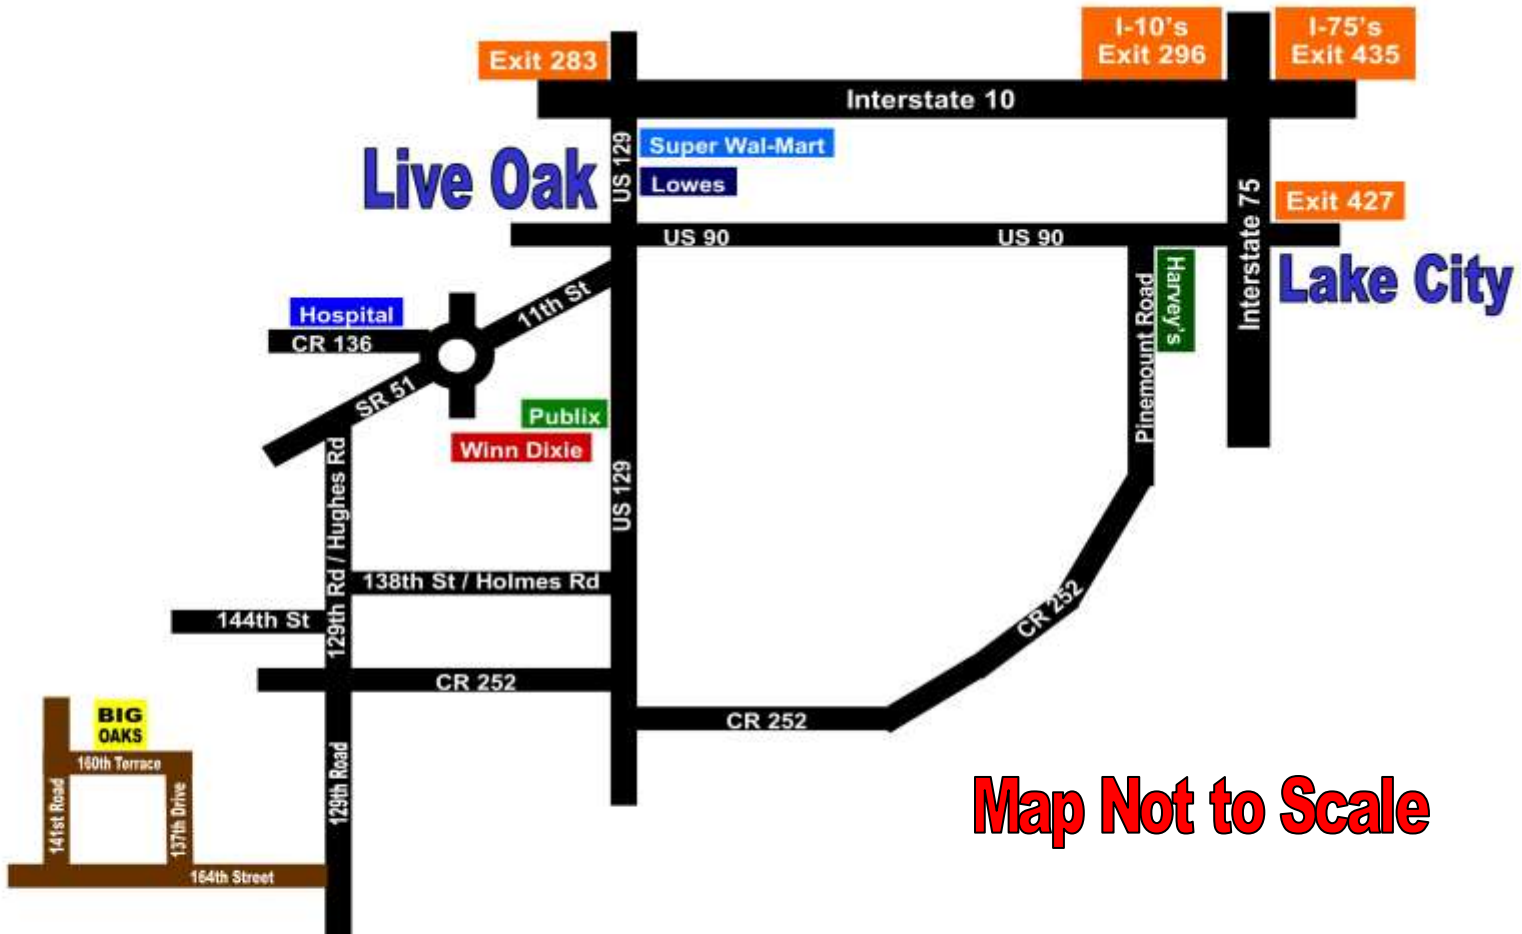 I-10's
Exit 296
I-75's
Exit 435
Exit 283
Interstate 10
US 129
Super Wal-Mart
Live Oak
Lowes
Interstate 75
Exit 427
US 90
US 90
Lake City
Harvey's
Pinemount Road
11th St
Hospital
CR 136
SR 51
Publix
Winn Dixie
US 129
129th Rd / Hughes Rd
138th St / Holmes Rd
144th St
CR 252
CR 252
CR 252
BIG
OAKS
160th Terrace
141st Road
137th Drive
129th Road
164th Street
Map Not to Scale